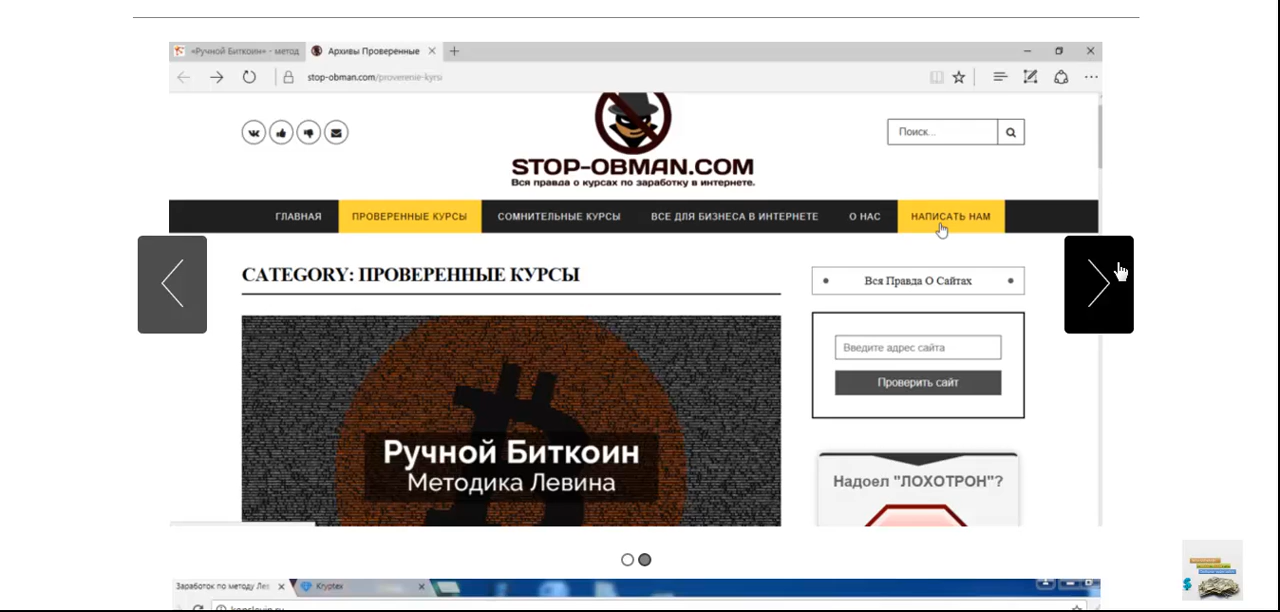 «Ручной Биткоин» - метод
Архивы Проверенные
stop-obman.com/proverenie-kyrsi
Поиск...
STOP-OBMAN.COM
Вся правда о курсах по заработку в интернете.
ГЛАВНАЯ
ПРОВЕРЕННЫЕ КУРСЫ
СОМНИТЕЛЬНЫЕ КУРСЫ
ВСЕ ДЛЯ БИЗНЕСА В ИНТЕРНЕТЕ
О НАС
НАПИСАТЬ НАМ
CATEGORY: ПРОВЕРЕННЫЕ КУРСЫ
Вся Правда О Сайтах
Введите адрес сайта
Проверить сайт
Ручной Биткоин
Методика Левина
Надоел "ЛОХОТРОН"?
Заработок по методу Лев
Kryptex